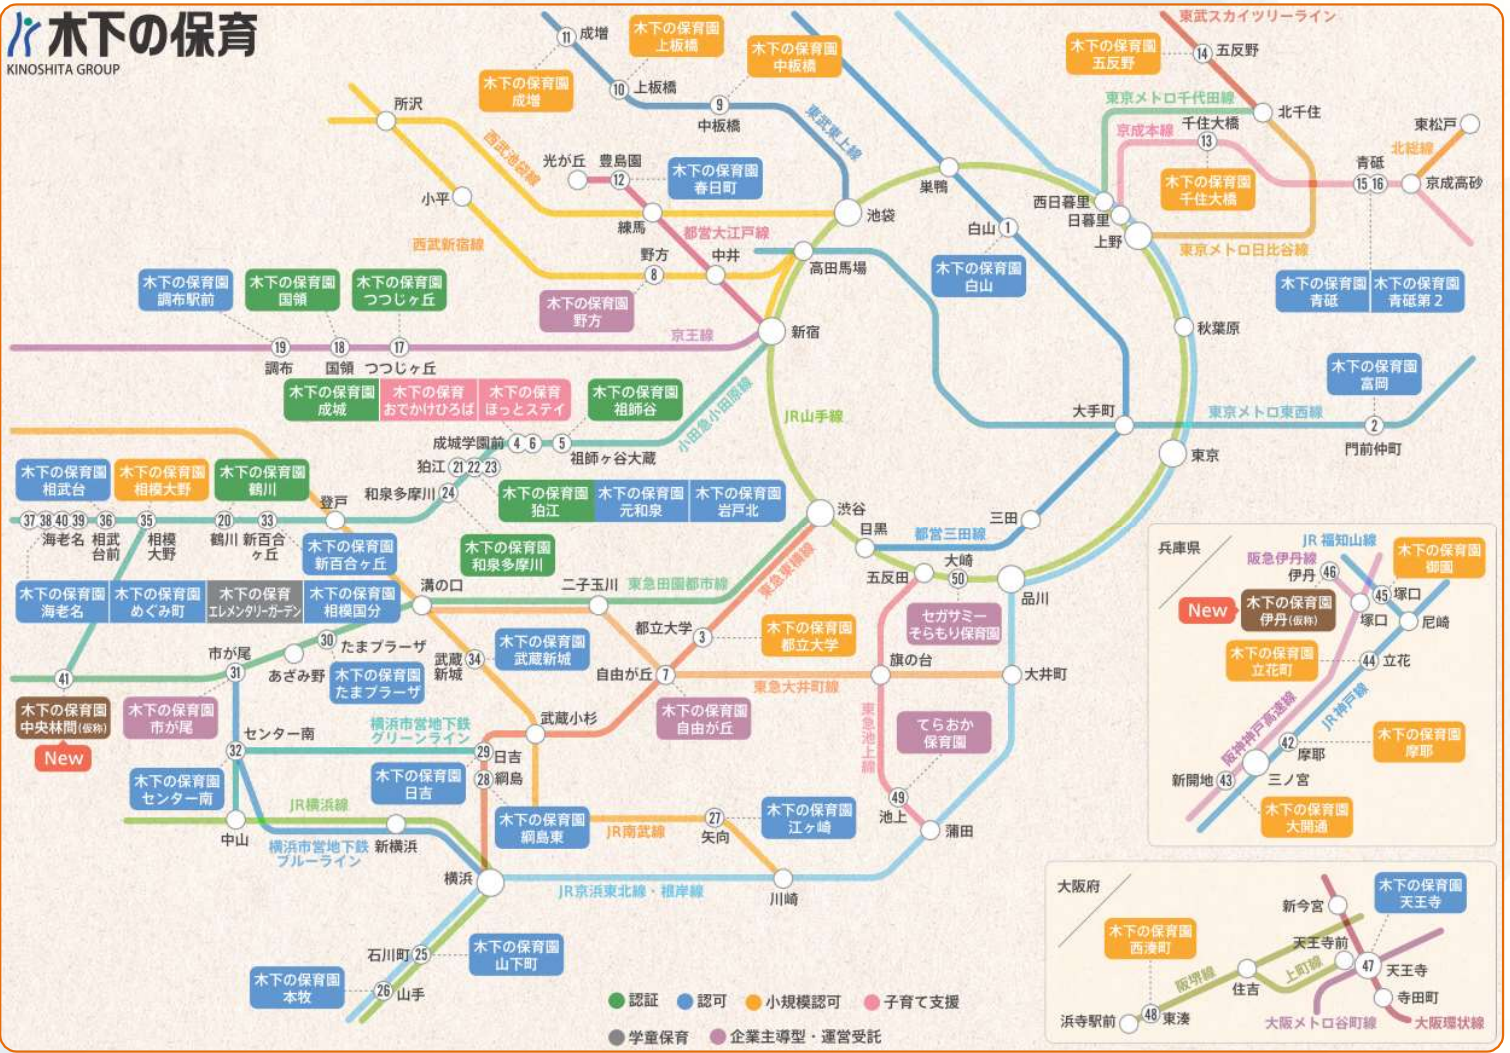 木下の保育
KINOSHITA GROUP
⑪
成増
木下の保育園
上板橋
木下の保育園
中板橋
東武スカイツリーライン
木下の保育園
五反野
⑭
五反野
木下の保育園
成増
⑩
上板橋
⑨
中板橋
東武東上線
所沢
西武池袋線
東京メトロ千代田線
北千住
京成本線
千住大橋
⑬
東松戸
北総線
光が丘
豊島園
⑫
木下の保育園
春日町
巣鴨
木下の保育園
千住大橋
青砥
⑮
⑯
京成高砂
小平
練馬
池袋
西日暮里
日暮里
上野
西武新宿線
都営大江戸線
白山
①
東京メトロ日比谷線
野方
⑧
中井
高田馬場
木下の保育園
白山
木下の保育園
調布駅前
木下の保育園
国領
木下の保育園
つつじヶ丘
木下の保育園
野方
木下の保育園
青砥
木下の保育園
青砥第2
京王線
新宿
秋葉原
⑲
調布
⑱
国領
⑰
つつじヶ丘
木下の保育園
富岡
木下の保育園
成城
木下の保育
おでかけひろば
木下の保育
ほっとステイ
木下の保育園
祖師谷
小田急小田原線
JR山手線
大手町
東京メトロ東西線
②
門前仲町
成城学園前
④
⑥
⑤
祖師ヶ谷大蔵
東京
狛江
㉑
㉒
㉓
木下の保育園
相武台
木下の保育園
相模大野
木下の保育園
鶴川
和泉多摩川
㉔
登戸
木下の保育園
狛江
木下の保育園
元和泉
木下の保育園
岩戸北
渋谷
㊲
㊳
㊵
㊴
海老名
㊱
相武
台前
㉟
相模
大野
⑳
鶴川
㉝
新百合
ヶ丘
木下の保育園
新百合ヶ丘
木下の保育園
和泉多摩川
目黒
都営三田線
三田
木下の保育園
海老名
木下の保育園
めぐみ町
木下の保育
エレメンタリーガーデン
木下の保育園
相模国分
溝の口
二子玉川
東急田園都市線
東急東横線
五反田
大崎
㊿
品川
㉚
たまプラーザ
木下の保育園
たまプラーザ
市が尾
㉛
あざみ野
武蔵
新城
㉞
木下の保育園
武蔵新城
都立大学
③
木下の保育園
都立大学
セガサミー
そらもり保育園
㊶
自由が丘
⑦
旗の台
大井町
東急大井町線
木下の保育園
中央林間(仮称)
New
木下の保育園
市が尾
木下の保育園
自由が丘
てらおか
保育園
東急池上線
センター南
㉜
横浜市営地下鉄
グリーンライン
武蔵小杉
㉙
日吉
㉘
綱島
木下の保育園
センター南
木下の保育園
日吉
JR横浜線
木下の保育園
綱島東
JR南武線
㉗
矢向
木下の保育園
江ヶ崎
㊾
池上
蒲田
中山
横浜市営地下鉄
ブルーライン
新横浜
横浜
JR京浜東北線・根岸線
川崎
石川町
㉕
木下の保育園
山下町
木下の保育園
本牧
㉖
山手
認証
認可
小規模認可
子育て支援
学童保育
企業主導型・運営受託
兵庫県
JR福知山線
阪急伊丹線
伊丹
㊻
木下の保育園
御園
New
木下の保育園
伊丹(仮称)
㊺
塚口
塚口
尼崎
木下の保育園
立花町
㊹
立花
阪神神戸高速線
JR神戸線
㊷
摩耶
木下の保育園
摩耶
新開地
㊸
三ノ宮
木下の保育園
大開通
大阪府
新今宮
木下の保育園
天王寺
木下の保育園
西湊町
天王寺前
㊼
天王寺
阪堺線
住吉
上町線
寺田町
浜寺駅前
㊽
東湊
大阪メトロ谷町線
大阪環状線